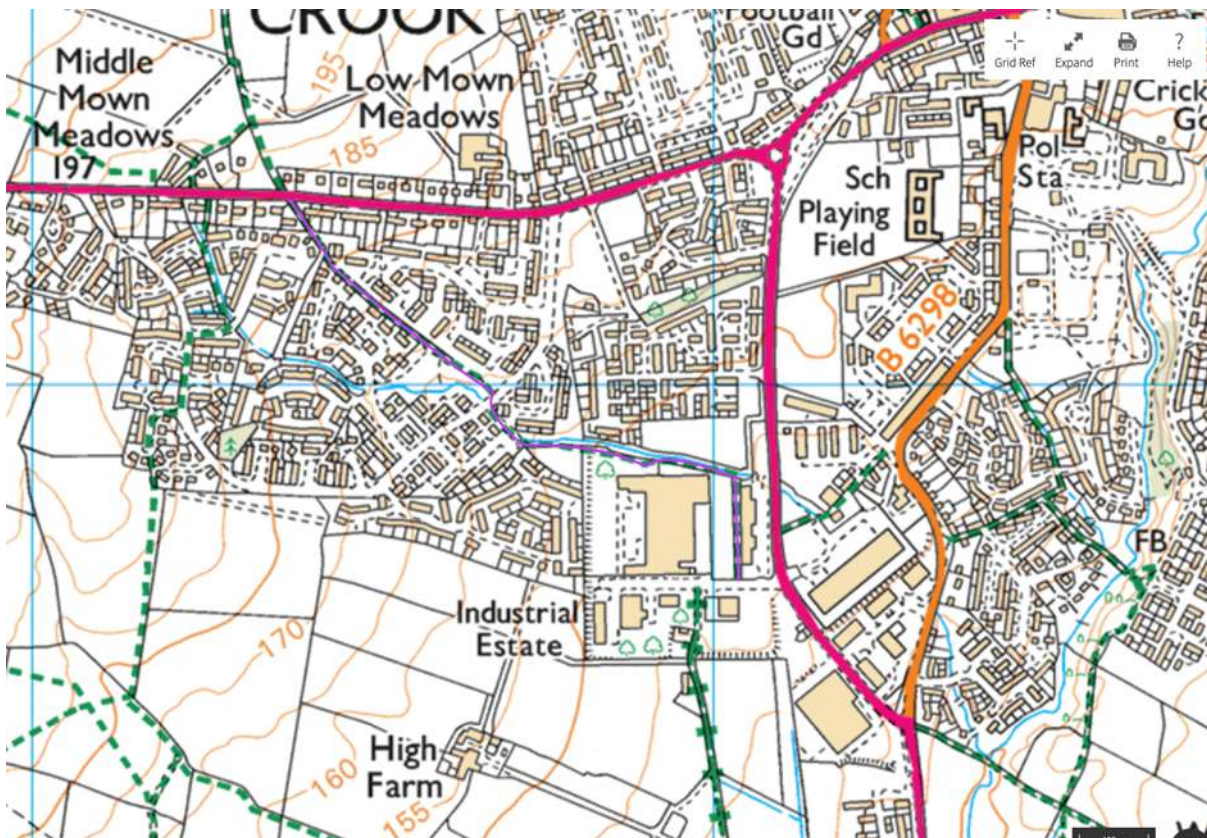 CROOK
Football
Gd
Grid Ref
Expand
Print
Help
?
Middle
Mown
Meadows
197
195
Low Mown
Meadows
185
Crick
Gd
Pol
Sta
Sch
Playing
Field
B 6298
FB
Industrial
Estate
170
High
Farm
160
155